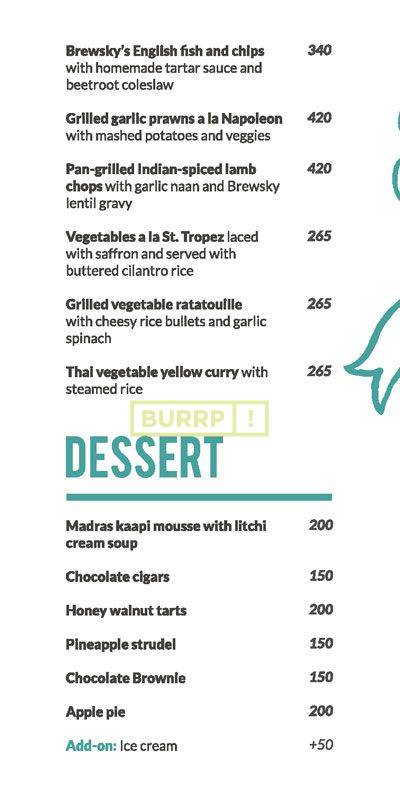 Brewsky's English fish and chips 340
with homemade tartar sauce and
beetroot coleslaw
Grilled garlic prawns a la Napoleon 420
with mashed potatoes and veggies
Pan-grilled Indian-spiced lamb 420
chops with garlic naan and Brewsky
lentil gravy
Vegetables a la St. Tropez laced 265
with saffron and served with
buttered cilantro rice
Grilled vegetable ratatouille 265
with cheesy rice bullets and garlic
spinach
Thai vegetable yellow curry with 265
steamed rice
BURRP !
DESSERT
Madras kaapi mousse with litchi 200
cream soup
Chocolate cigars 150
Honey walnut tarts 200
Pineapple strudel 150
Chocolate Brownie 150
Apple pie 200
Add-on: Ice cream +50